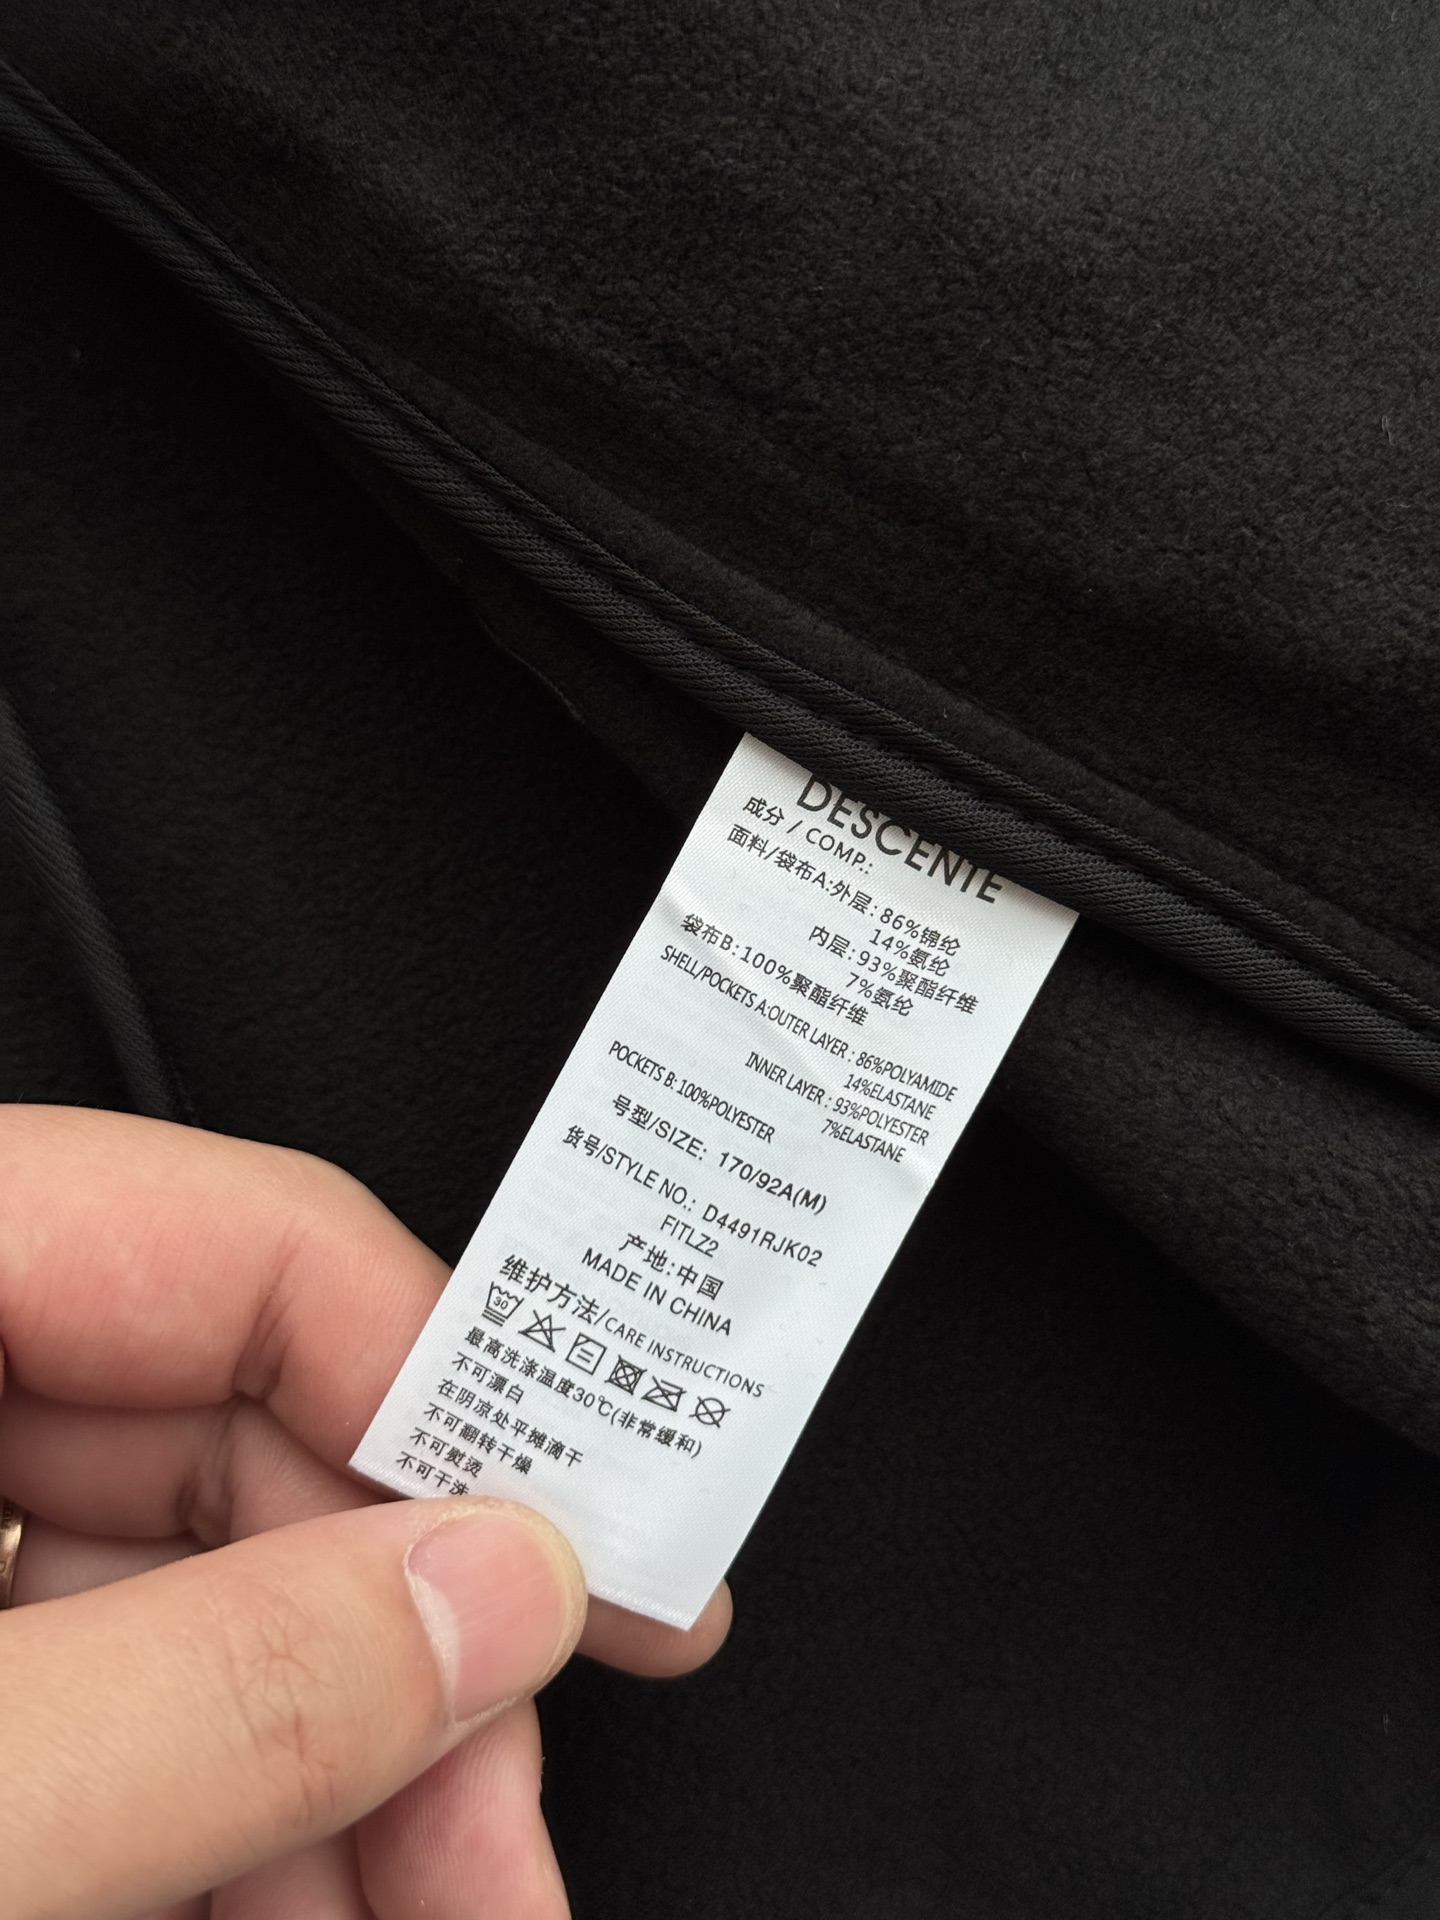 DESCENTE
成分 / COMP.:
面料/袋布A:外层:86%锦纶
14%氨纶
内层:93%聚酯纤维
7%氨纶
袋布B:100%聚酯纤维
SHELL/POCKETS A:OUTER LAYER : 86%POLYAMIDE
14%ELASTANE
INNER LAYER : 93%POLYESTER
7%ELASTANE
POCKETS B: 100%POLYESTER
号型/SIZE: 170/92A(M)
货号/STYLE NO.: D4491RJK02
FITLZ2
产地:中国
MADE IN CHINA
维护方法/CARE INSTRUCTIONS
30
最高洗涤温度30℃(非常缓和)
不可漂白
在阴凉处平摊滴干
不可翻转干燥
不可熨烫
不可干洗